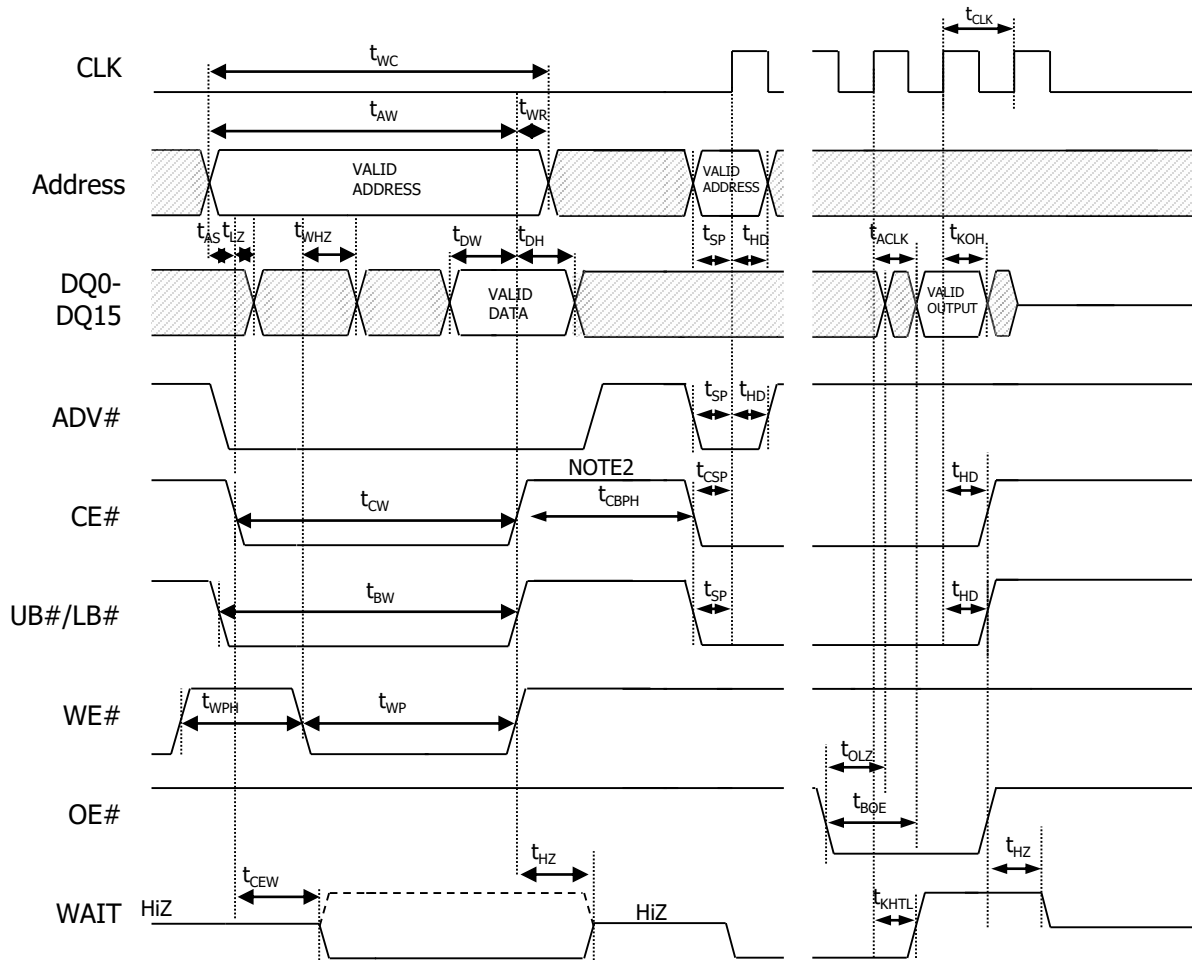 tCLK
CLK
tWC
tAW
tWR
Address
VALID
ADDRESS
VALID
ADDRESS
tAS
tLZ
tWHZ
tDW
tDH
tSP
tHD
tACLK
tKOH
DQ0-
DQ15
VALID
DATA
VALID
OUTPUT
ADV#
tSP
tHD
NOTE2
CE#
tCW
tCBPH
tCSP
tHD
UB#/LB#
tBW
tSP
tHD
WE#
tWPH
tWP
OE#
tOLZ
tBOE
WAIT
HiZ
tCEW
tHZ
HiZ
tKHTL
tHZ